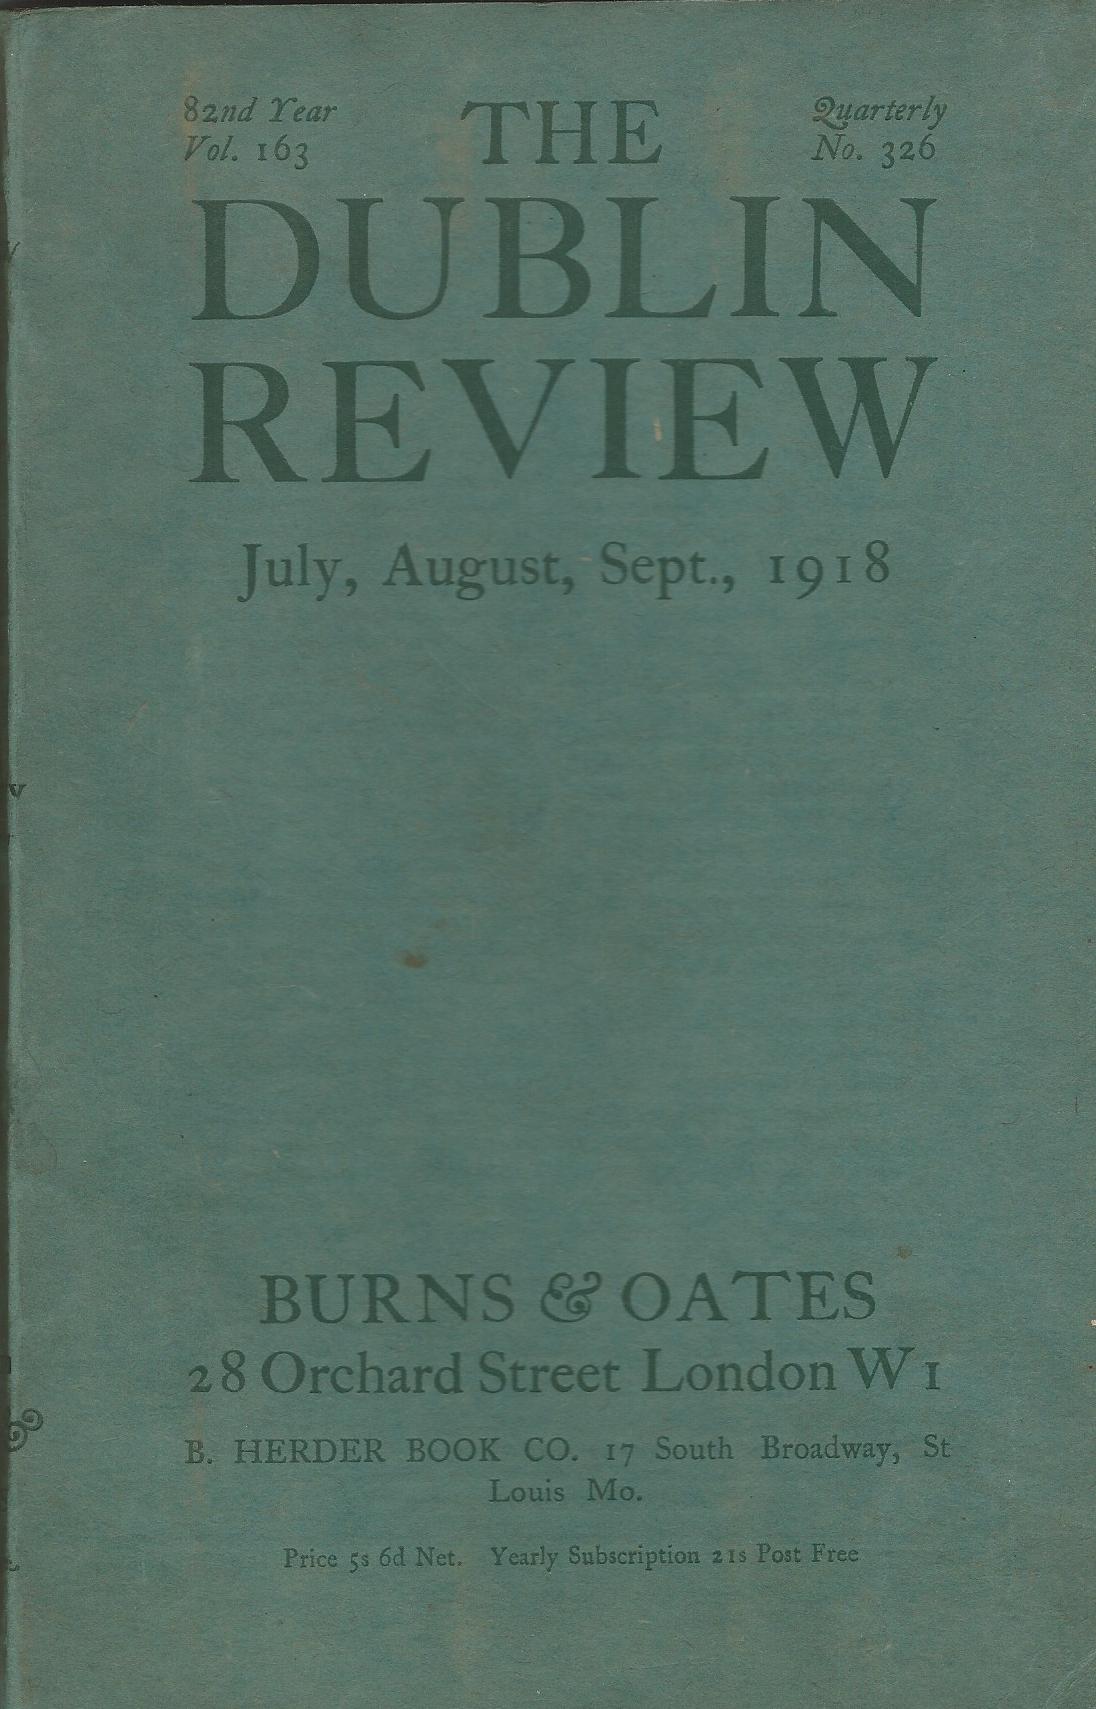 82nd Year
Vol. 163
THE
Quarterly
No. 326
DUBLIN
REVIEW
July, August, Sept., 1918
BURNS & OATES
28 Orchard Street London W 1
B. HERDER BOOK CO. 17 South Broadway, St
Louis Mo.
Price 5s 6d Net. Yearly Subscription 21s Post Free